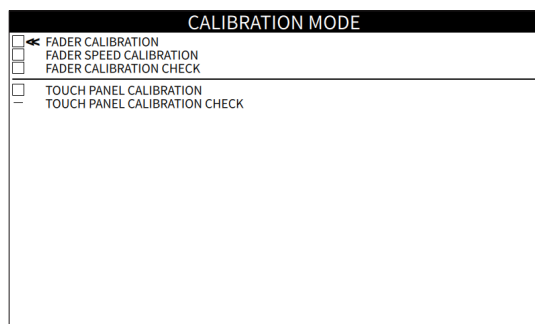 CALIBRATION MODE
≪ FADER CALIBRATION
FADER SPEED CALIBRATION
FADER CALIBRATION CHECK
TOUCH PANEL CALIBRATION
— TOUCH PANEL CALIBRATION CHECK